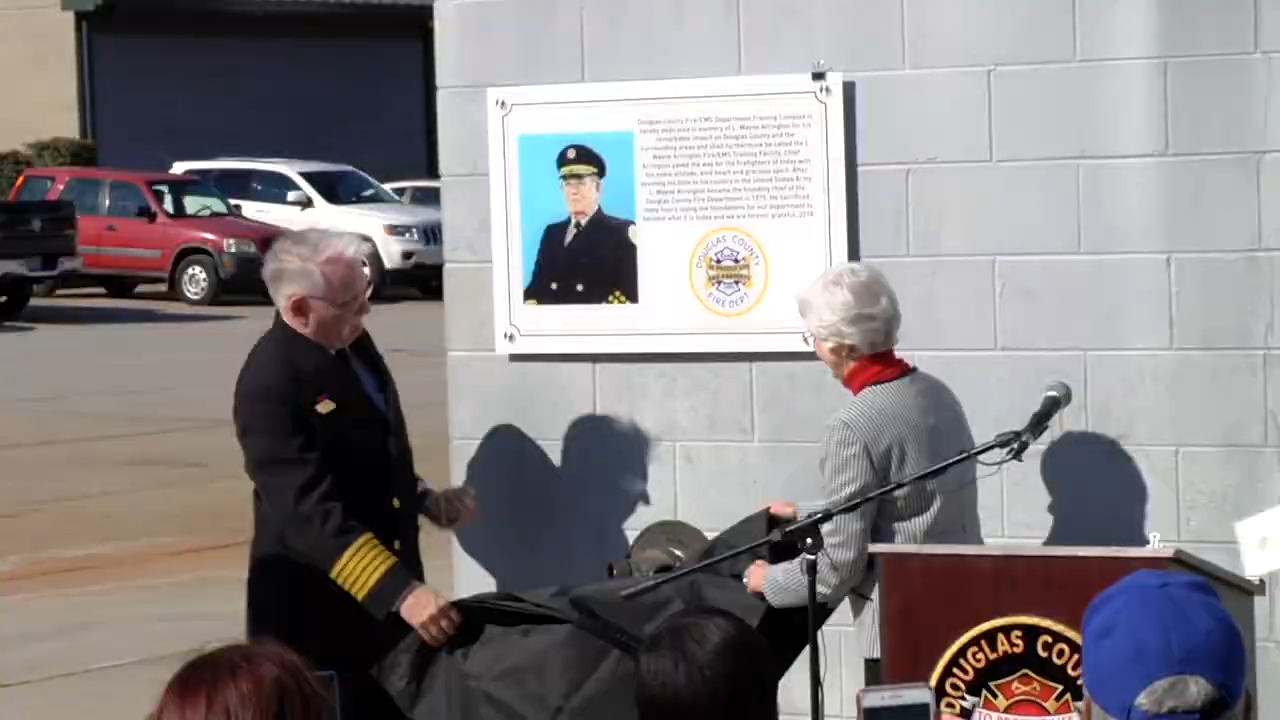 Douglas County Fire/EMS Department Training Complex is
hereby dedicated in memory of L. Wayne Arrington for his
remarkable impact on Douglas County and the
surrounding areas and shall furthermore be called the L.
Wayne Arrington Fire/EMS Training Facility. Chief
Arrington paved the way for the firefighters of today with
his noble attitude, kind heart and gracious spirit. After
devoting his time to his country in the United States Army
L. Wayne Arrington became the founding chief of the
Douglas County Fire Department in 1975. He sacrificed
many hours laying the foundations for our department to
become what it is today and we are forever grateful. 2018
DOUGLAS COUNTY
FIRE DEPT
DOUGLAS COU